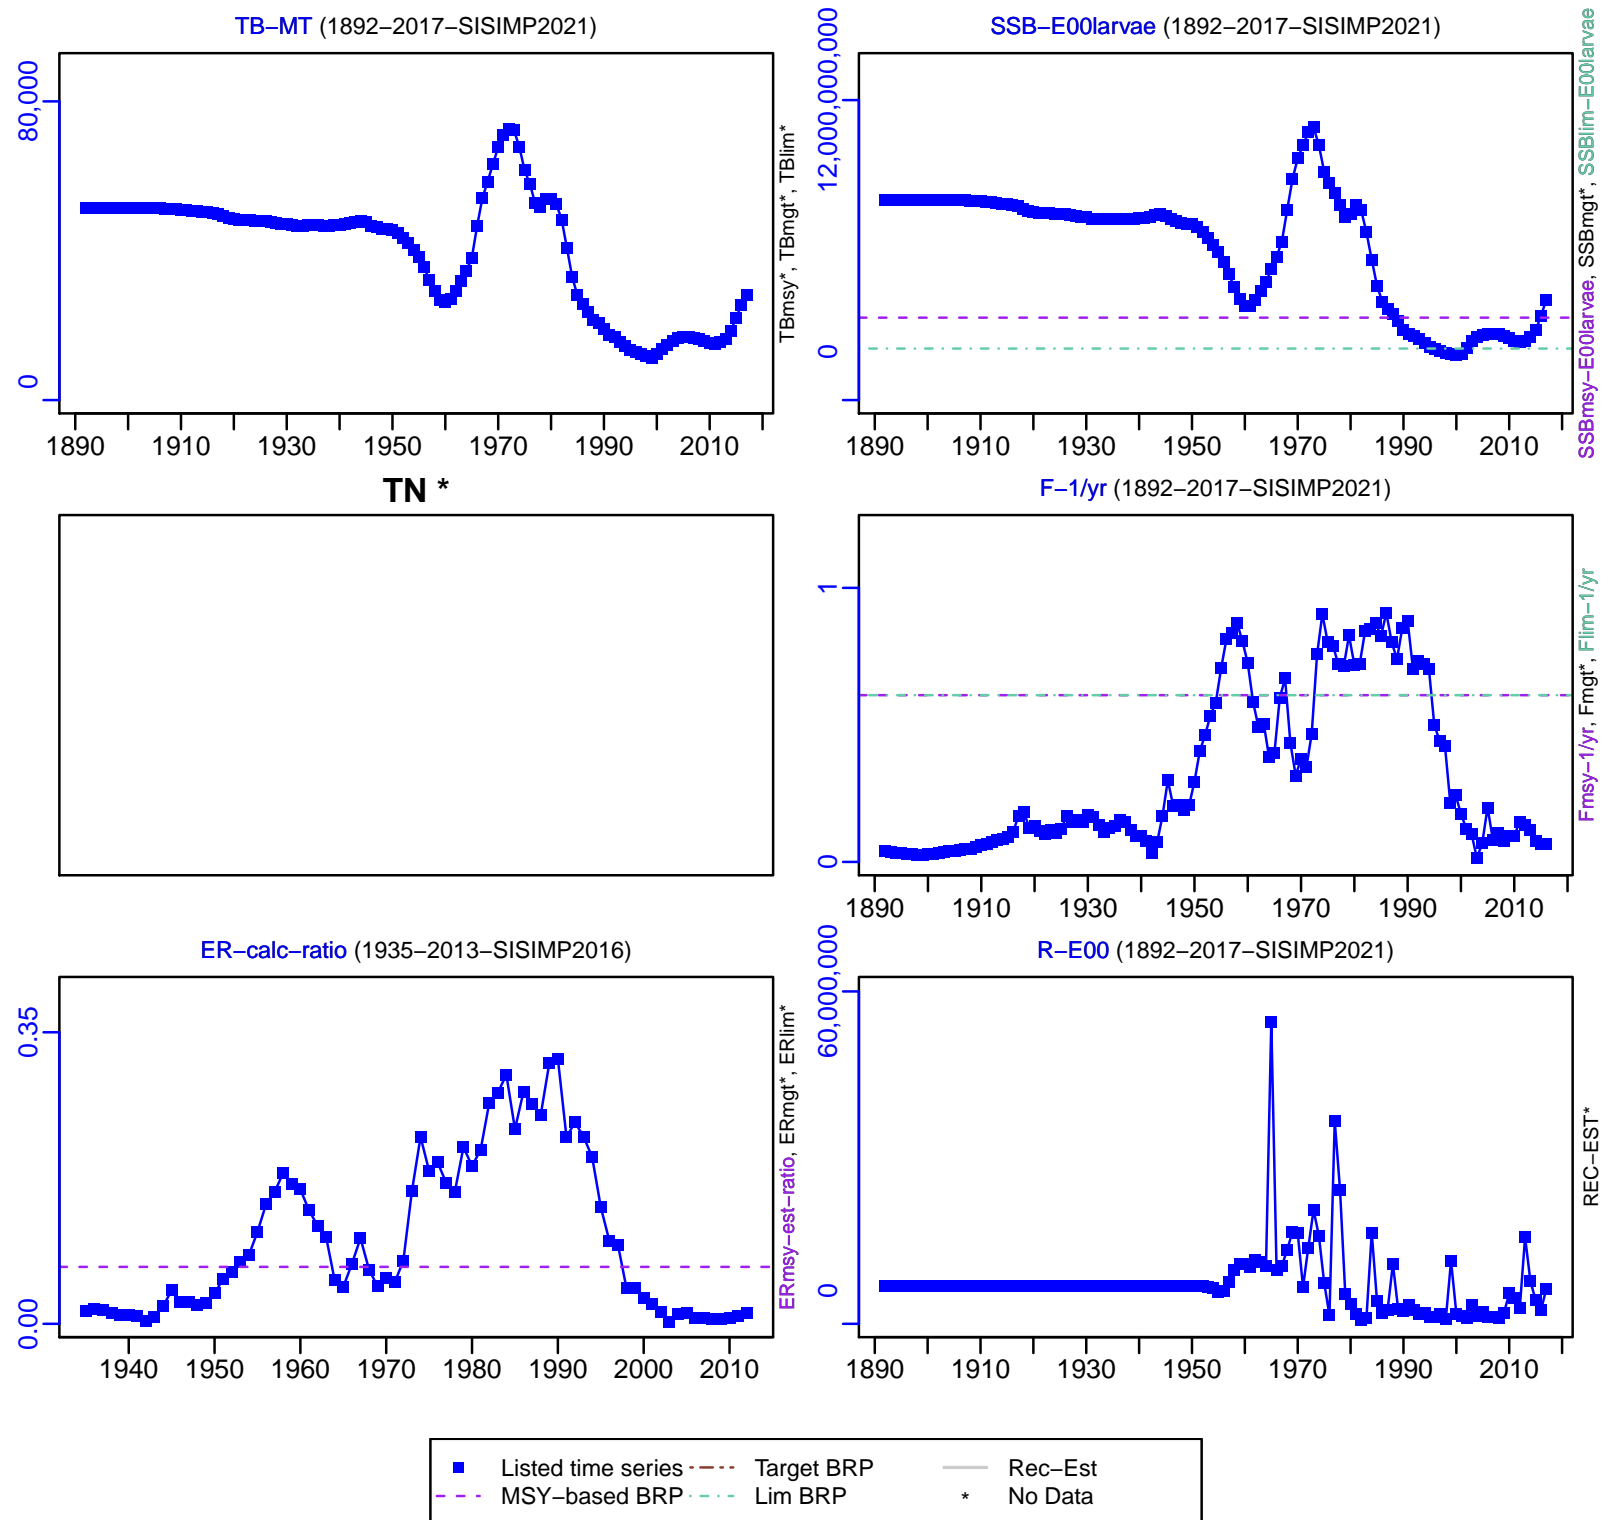 TB−MT (1892−2017−SISIMP2021)
80,000
0
TBmsy*, TBmgt*, TBlim*
1890 1910 1930 1950 1970 1990 2010
SSB−E00larvae (1892−2017−SISIMP2021)
12,000,000
0
SSBmsy−E00larvae, SSBmgt*, SSBlim−E00larvae
1890 1910 1930 1950 1970 1990 2010
TN *
F−1/yr (1892−2017−SISIMP2021)
1
0
Fmsy−1/yr, Fmgt*, Flim−1/yr
1890 1910 1930 1950 1970 1990 2010
ER−calc−ratio (1935−2013−SISIMP2016)
0.35
0.00
ERmsy−est−ratio, ERmgt*, ERlim*
1940 1950 1960 1970 1980 1990 2000 2010
R−E00 (1892−2017−SISIMP2021)
60,000,000
0
REC−EST*
1890 1910 1930 1950 1970 1990 2010
Listed time series Target BRP Rec−Est
MSY−based BRP Lim BRP * No Data